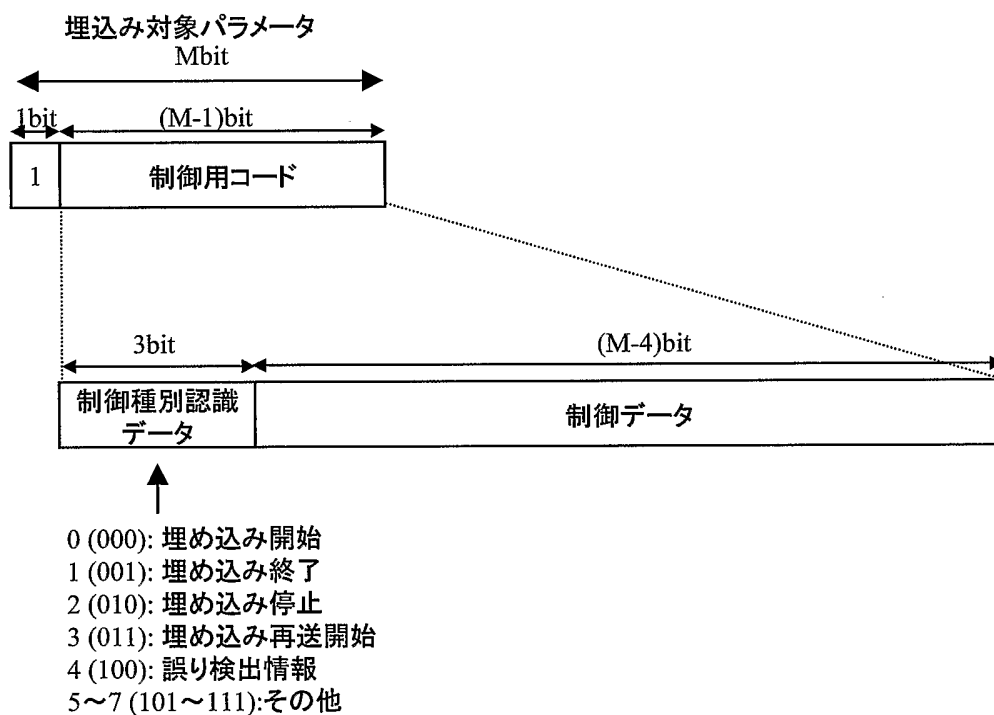 埋込み対象パラメータ
Mbit
1bit
(M-1)bit
1
制御用コード
3bit
(M-4)bit
制御種別認識
データ
制御データ
0 (000): 埋め込み開始
1 (001): 埋め込み終了
2 (010): 埋め込み停止
3 (011): 埋め込み再送開始
4 (100): 誤り検出情報
5～7 (101～111):その他